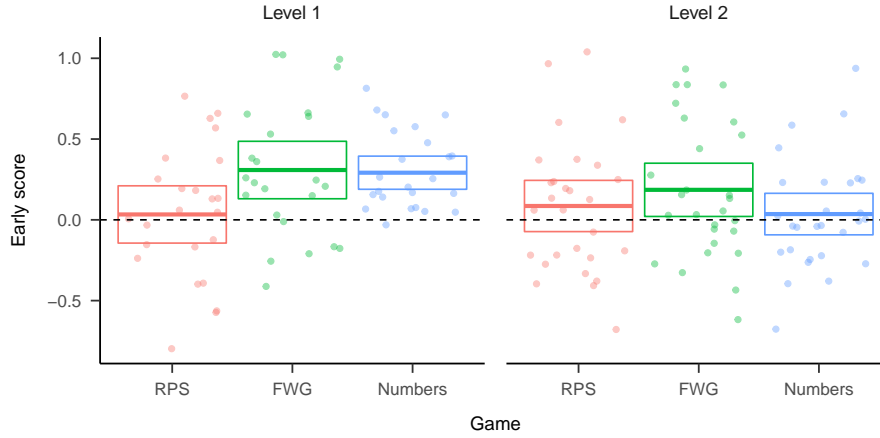 Level 1
Level 2
Early score
1.0
0.5
0.0
−0.5
RPS
FWG
Numbers
RPS
FWG
Numbers
Game